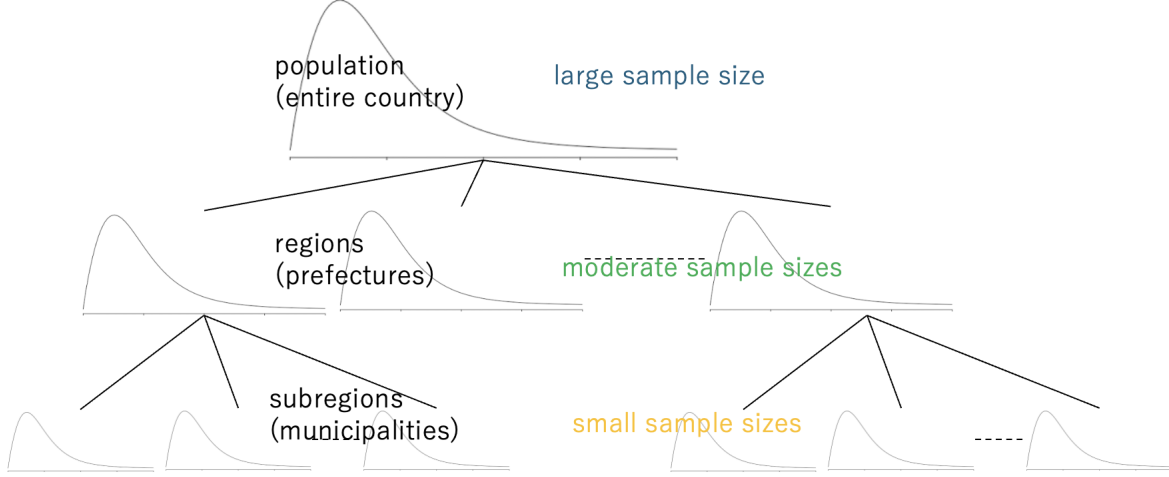 population
(entire country)
large sample size
regions
(prefectures)
moderate sample sizes
subregions
(municipalities)
small sample sizes